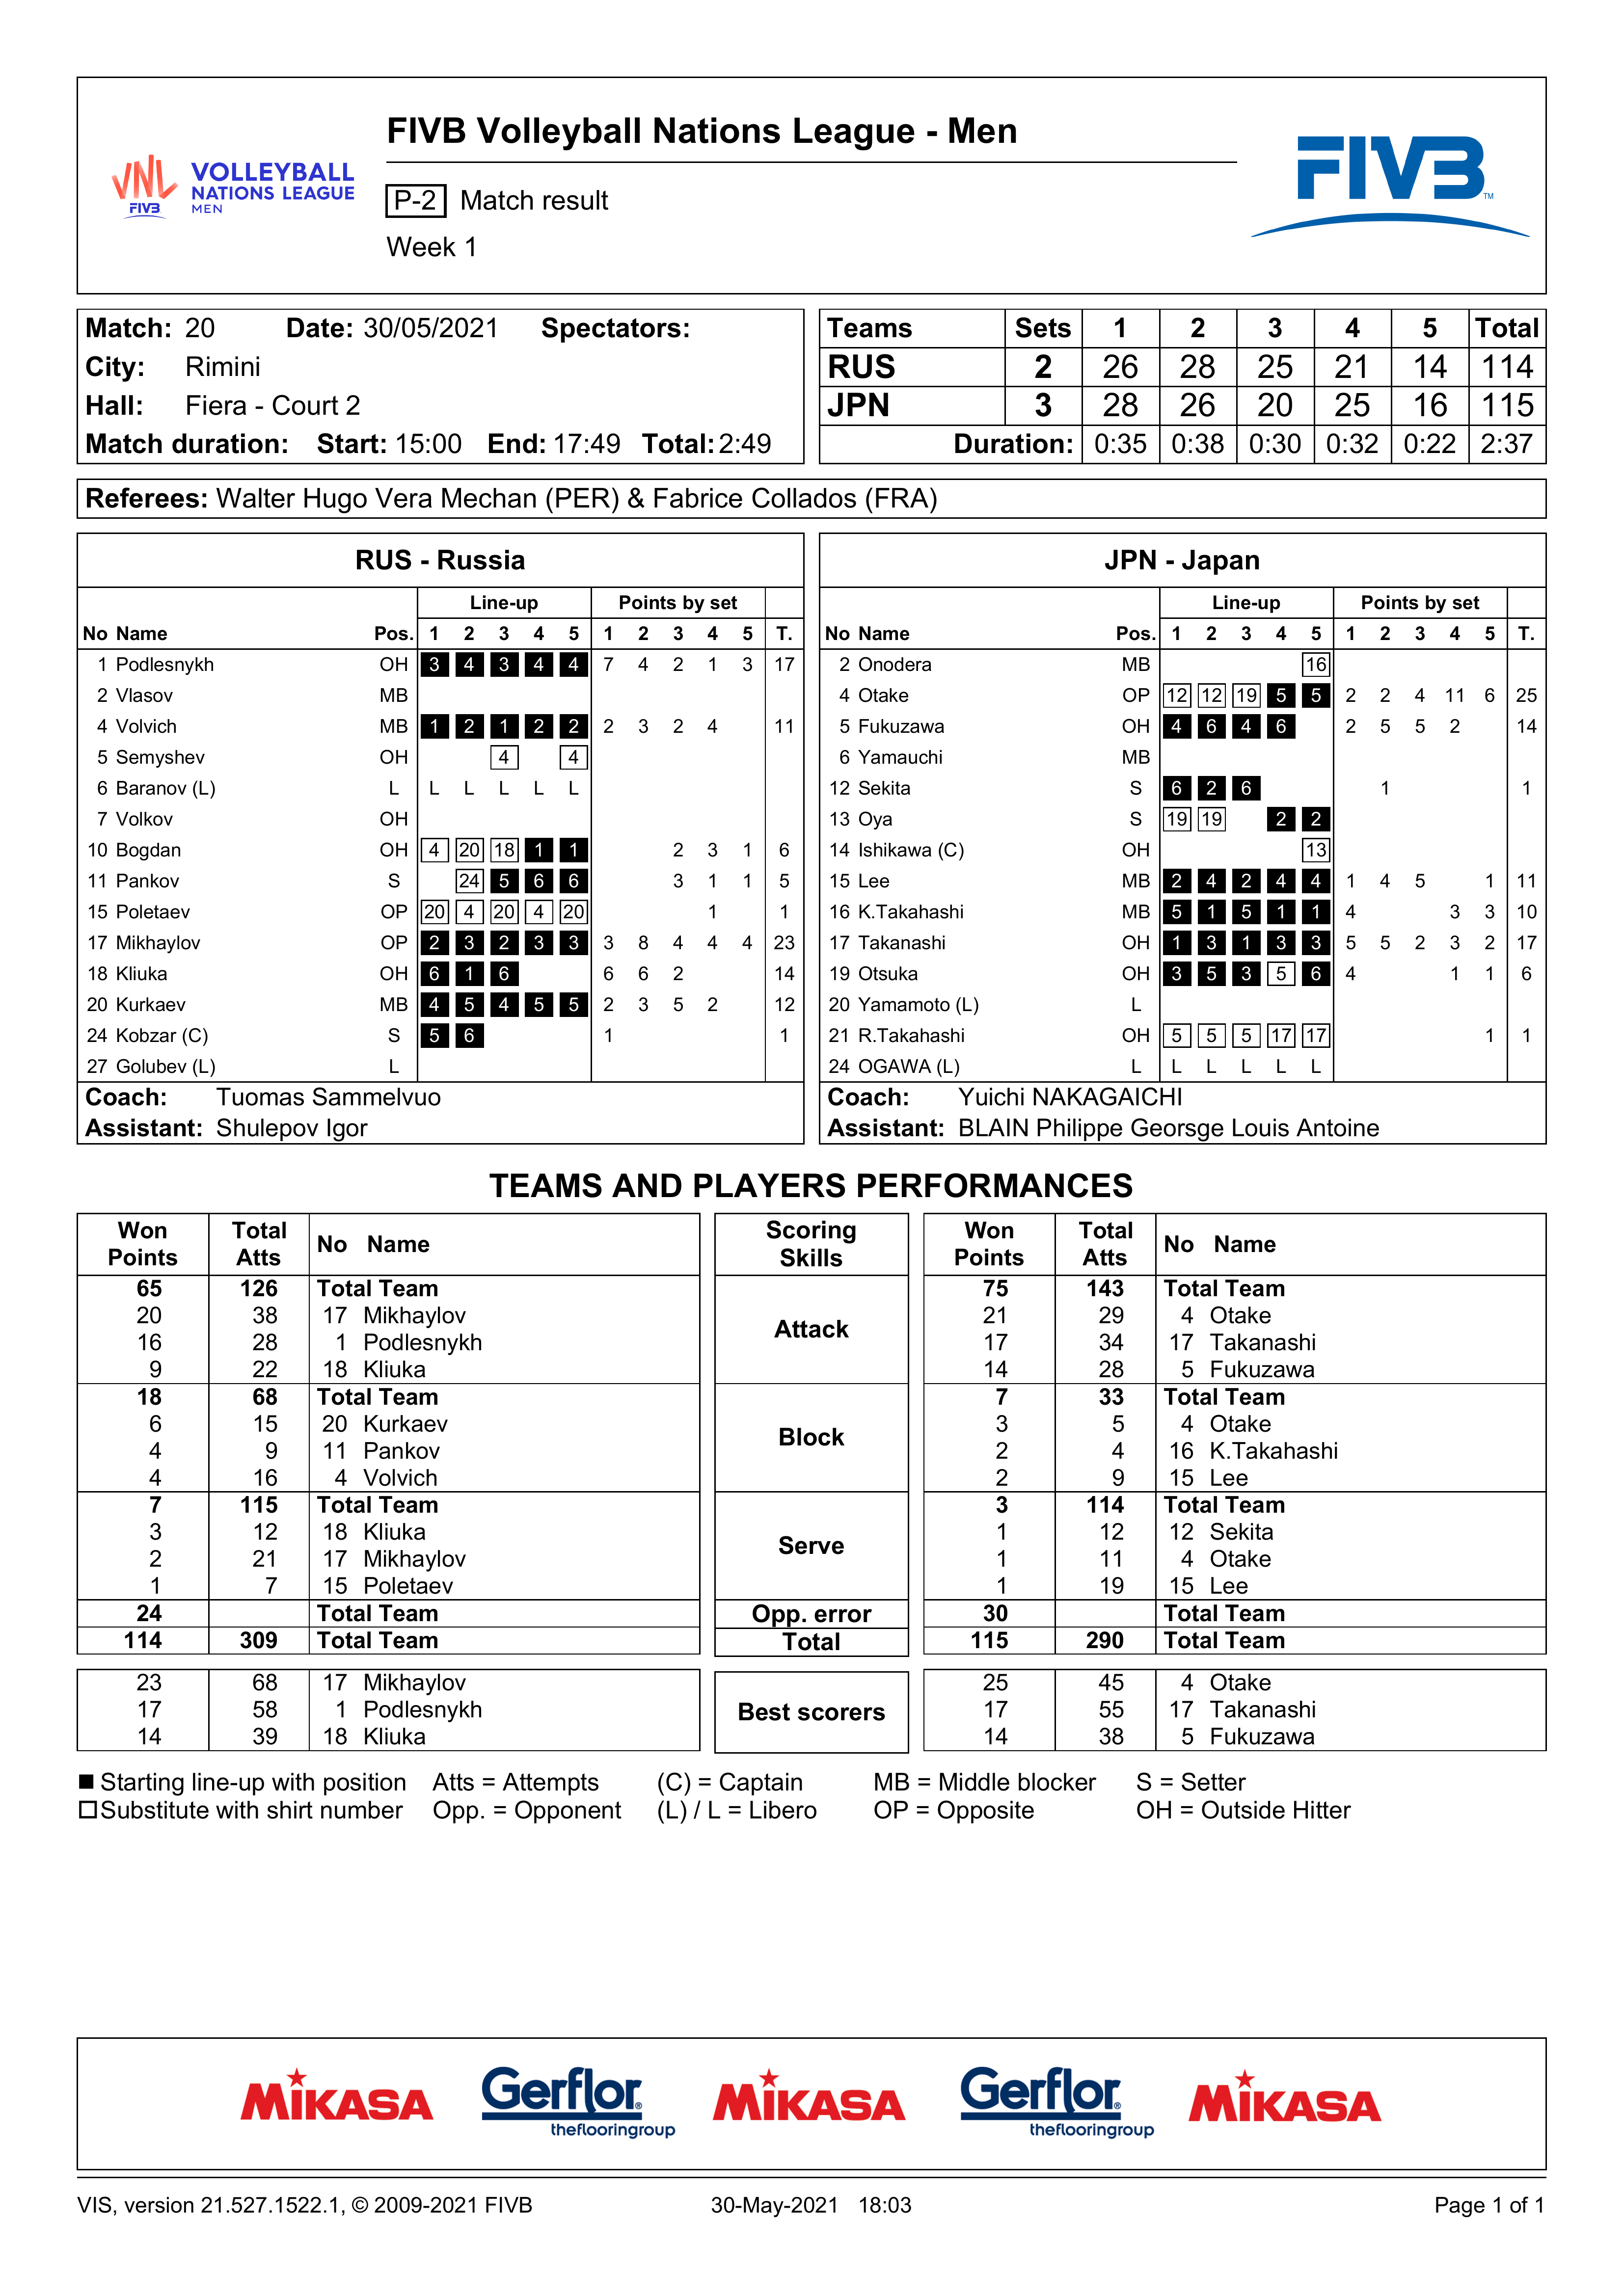 FIVB Volleyball Nations League - Men
VNL FIVB VOLLEYBALL NATIONS LEAGUE MEN
P-2 Match result
Week 1
FIVB TM
Match: 20 Date: 30/05/2021 Spectators:
City: Rimini
Hall: Fiera - Court 2
Match duration: Start: 15:00 End: 17:49 Total: 2:49
Teams Sets 1 2 3 4 5 Total
RUS 2 26 28 25 21 14 114
JPN 3 28 26 20 25 16 115
Duration: 0:35 0:38 0:30 0:32 0:22 2:37
Referees: Walter Hugo Vera Mechan (PER) & Fabrice Collados (FRA)
RUS - Russia
Line-up Points by set
No Name Pos. 1 2 3 4 5 1 2 3 4 5 T.
1 Podlesnykh OH 3 4 3 4 4 7 4 2 1 3 17
2 Vlasov MB
4 Volvich MB 1 2 1 2 2 2 3 2 4 11
5 Semyshev OH 4 4
6 Baranov (L) L L L L L L
7 Volkov OH
10 Bogdan OH 4 20 18 1 1 2 3 1 6
11 Pankov S 24 5 6 6 3 1 1 5
15 Poletaev OP 20 4 20 4 20 1 1
17 Mikhaylov OP 2 3 2 3 3 3 8 4 4 4 23
18 Kliuka OH 6 1 6 6 6 2 14
20 Kurkaev MB 4 5 4 5 5 2 3 5 2 12
24 Kobzar (C) S 5 6 1 1
27 Golubev (L) L
Coach: Tuomas Sammelvuo
Assistant: Shulepov Igor
JPN - Japan
Line-up Points by set
No Name Pos. 1 2 3 4 5 1 2 3 4 5 T.
2 Onodera MB 16
4 Otake OP 12 12 19 5 5 2 2 4 11 6 25
5 Fukuzawa OH 4 6 4 6 2 5 5 2 14
6 Yamauchi MB
12 Sekita S 6 2 6 1 1
13 Oya S 19 19 2 2
14 Ishikawa (C) OH 13
15 Lee MB 2 4 2 4 4 1 4 5 1 11
16 K.Takahashi MB 5 1 5 1 1 4 3 3 10
17 Takanashi OH 1 3 1 3 3 5 5 2 3 2 17
19 Otsuka OH 3 5 3 5 6 4 1 1 6
20 Yamamoto (L) L
21 R.Takahashi OH 5 5 5 17 17 1 1
24 OGAWA (L) L L L L L L
Coach: Yuichi NAKAGAICHI
Assistant: BLAIN Philippe Georsge Louis Antoine
TEAMS AND PLAYERS PERFORMANCES
Won Points Total Atts No Name Scoring Skills Won Points Total Atts No Name
65 126 Total Team Attack 75 143 Total Team
20 38 17 Mikhaylov 21 29 4 Otake
16 28 1 Podlesnykh 17 34 17 Takanashi
9 22 18 Kliuka 14 28 5 Fukuzawa
18 68 Total Team Block 7 33 Total Team
6 15 20 Kurkaev 3 5 4 Otake
4 9 11 Pankov 2 4 16 K.Takahashi
4 16 4 Volvich 2 9 15 Lee
7 115 Total Team Serve 3 114 Total Team
3 12 18 Kliuka 1 12 12 Sekita
2 21 17 Mikhaylov 1 11 4 Otake
1 7 15 Poletaev 1 19 15 Lee
24 Total Team Opp. error 30 Total Team
114 309 Total Team Total 115 290 Total Team
23 68 17 Mikhaylov Best scorers 25 45 4 Otake
17 58 1 Podlesnykh 17 55 17 Takanashi
14 39 18 Kliuka 14 38 5 Fukuzawa
■ Starting line-up with position Atts = Attempts (C) = Captain MB = Middle blocker S = Setter
□ Substitute with shirt number Opp. = Opponent (L) / L = Libero OP = Opposite OH = Outside Hitter
MIKASA Gerflor® theflooringgroup MIKASA Gerflor® theflooringgroup MIKASA
VIS, version 21.527.1522.1, © 2009-2021 FIVB 30-May-2021 18:03 Page 1 of 1